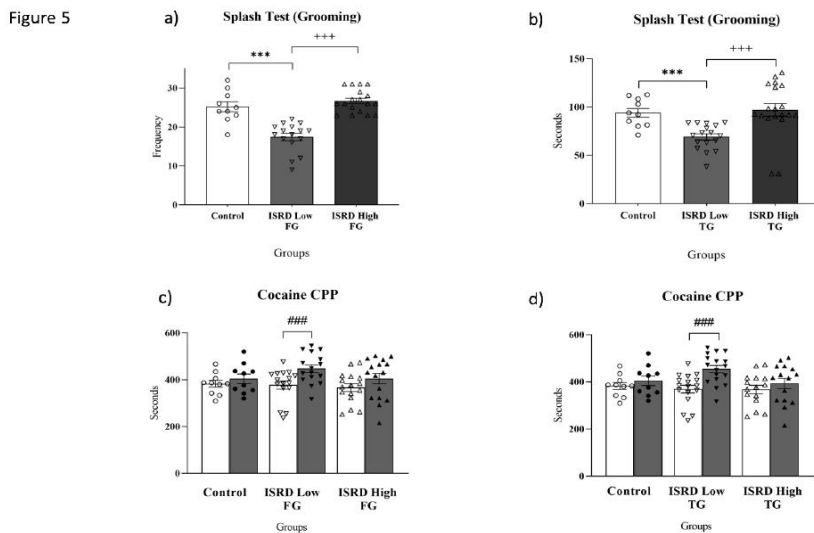 Figure 5
a)
Splash Test (Grooming)
***
+++
Frequency
30
20
10
0
Control
ISRD Low
FG
ISRD High
FG
Groups
b)
Splash Test (Grooming)
***
+++
Seconds
150
100
50
0
Control
ISRD Low
TG
ISRD High
TG
Groups
c)
Cocaine CPP
###
Seconds
600
400
200
0
Control
ISRD Low
FG
ISRD High
FG
Groups
d)
Cocaine CPP
###
Seconds
600
400
200
0
Control
ISRD Low
TG
ISRD High
TG
Groups